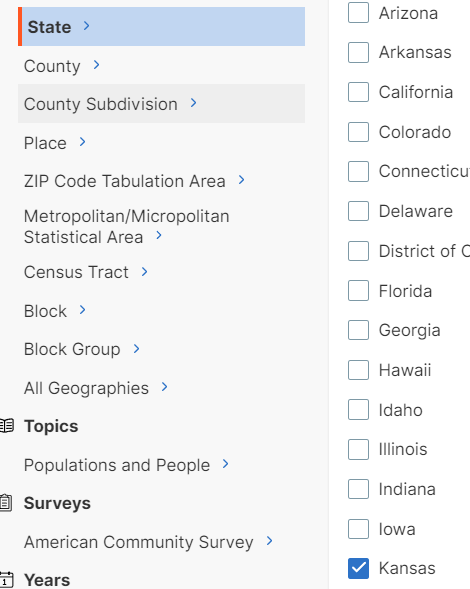 State
County
County Subdivision
Place
ZIP Code Tabulation Area
Metropolitan/Micropolitan
Statistical Area
Census Tract
Block
Block Group
All Geographies
Topics
Populations and People
Surveys
American Community Survey
Years
Arizona
Arkansas
California
Colorado
Connecticu
Delaware
District of
Florida
Georgia
Hawaii
Idaho
Illinois
Indiana
Iowa
Kansas